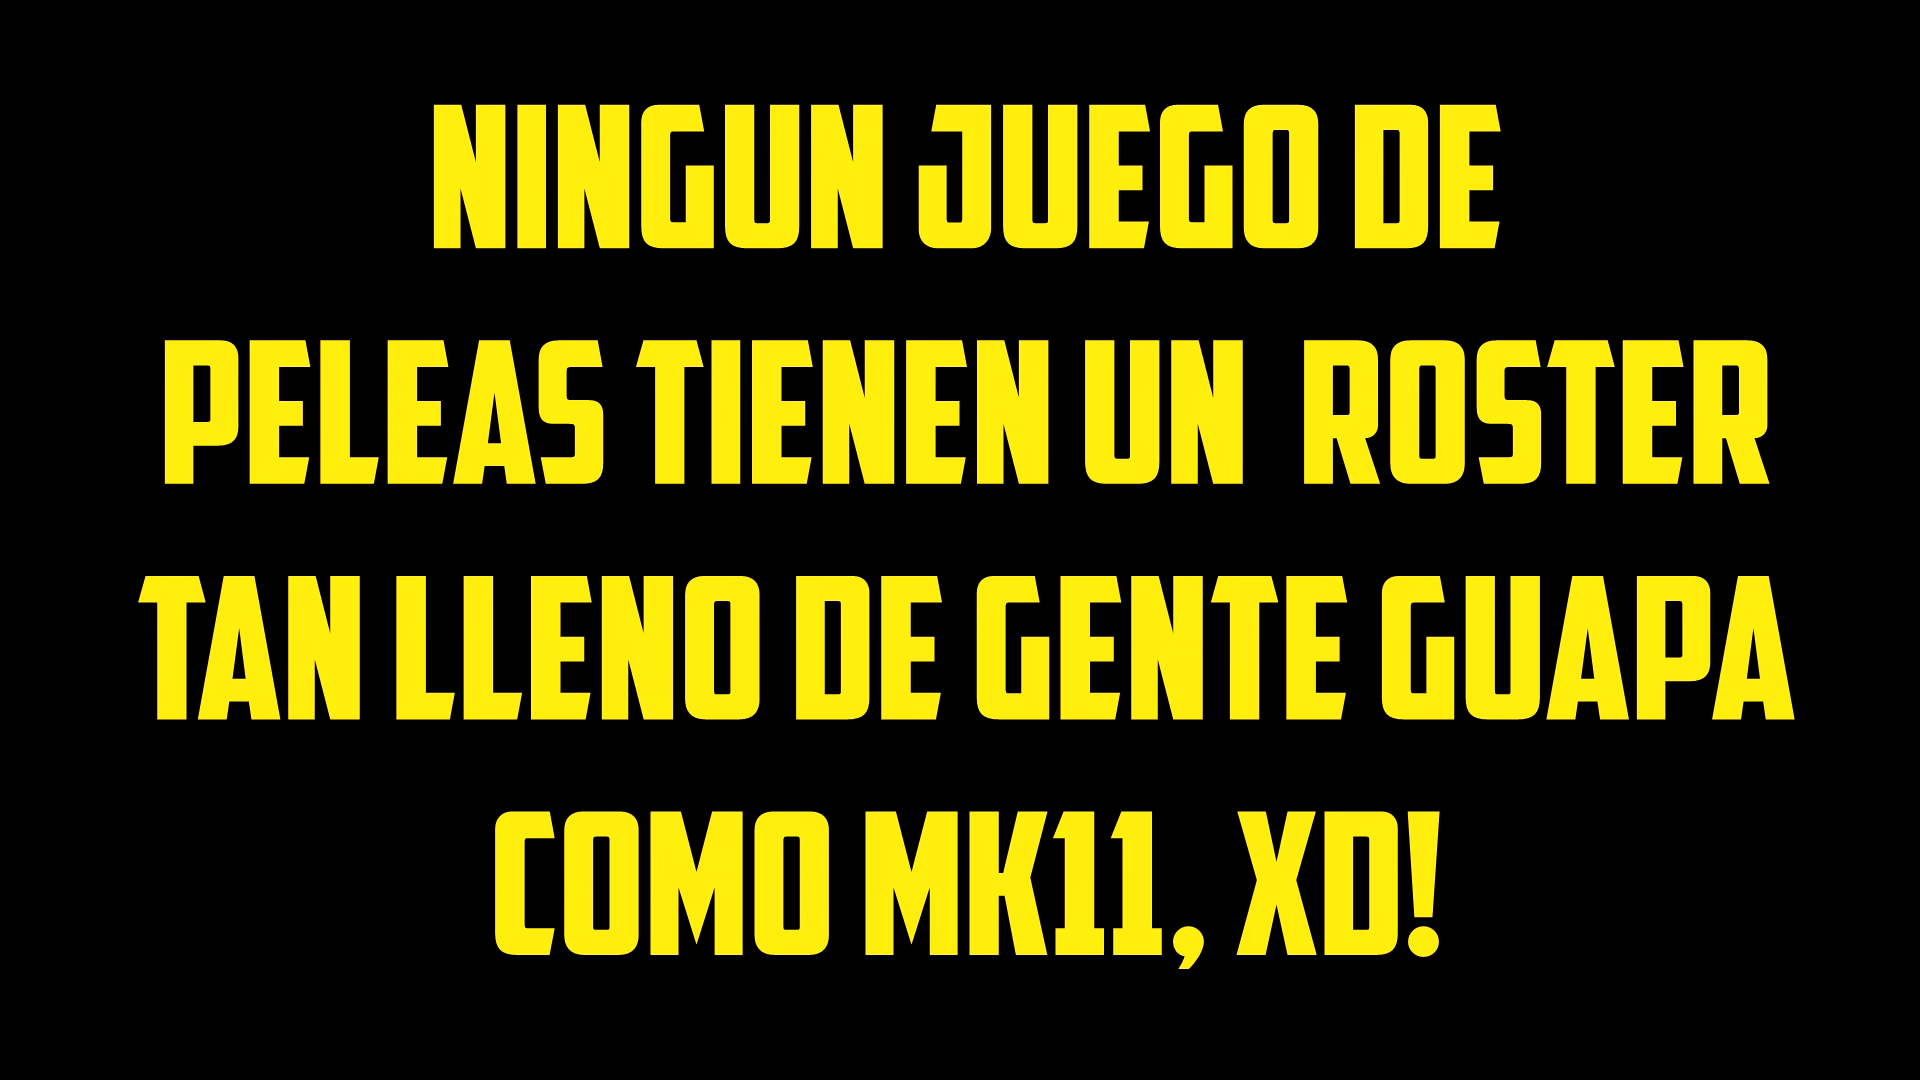 NINGUN JUEGO DE
PELEAS TIENEN UN ROSTER
TAN LLENO DE GENTE GUAPA
COMO MK11, XD!